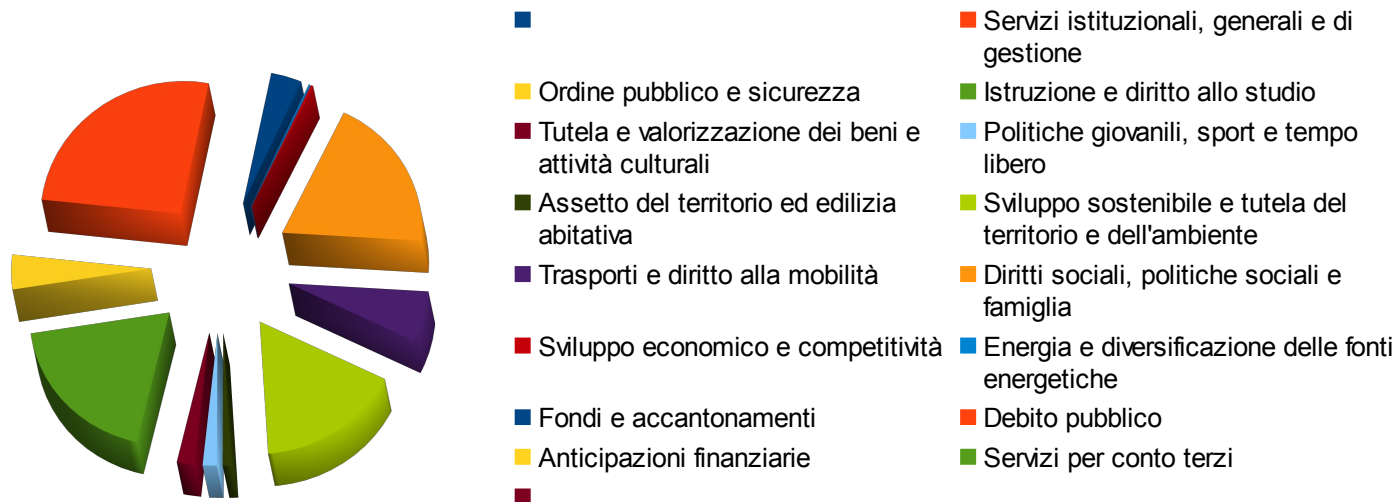 Servizi istituzionali, generali e di
gestione
Ordine pubblico e sicurezza
Istruzione e diritto allo studio
Tutela e valorizzazione dei beni e
attività culturali
Politiche giovanili, sport e tempo
libero
Assetto del territorio ed edilizia
abitativa
Sviluppo sostenibile e tutela del
territorio e dell'ambiente
Trasporti e diritto alla mobilità
Diritti sociali, politiche sociali e
famiglia
Sviluppo economico e competitività
Energia e diversificazione delle fonti
energetiche
Fondi e accantonamenti
Debito pubblico
Anticipazioni finanziarie
Servizi per conto terzi